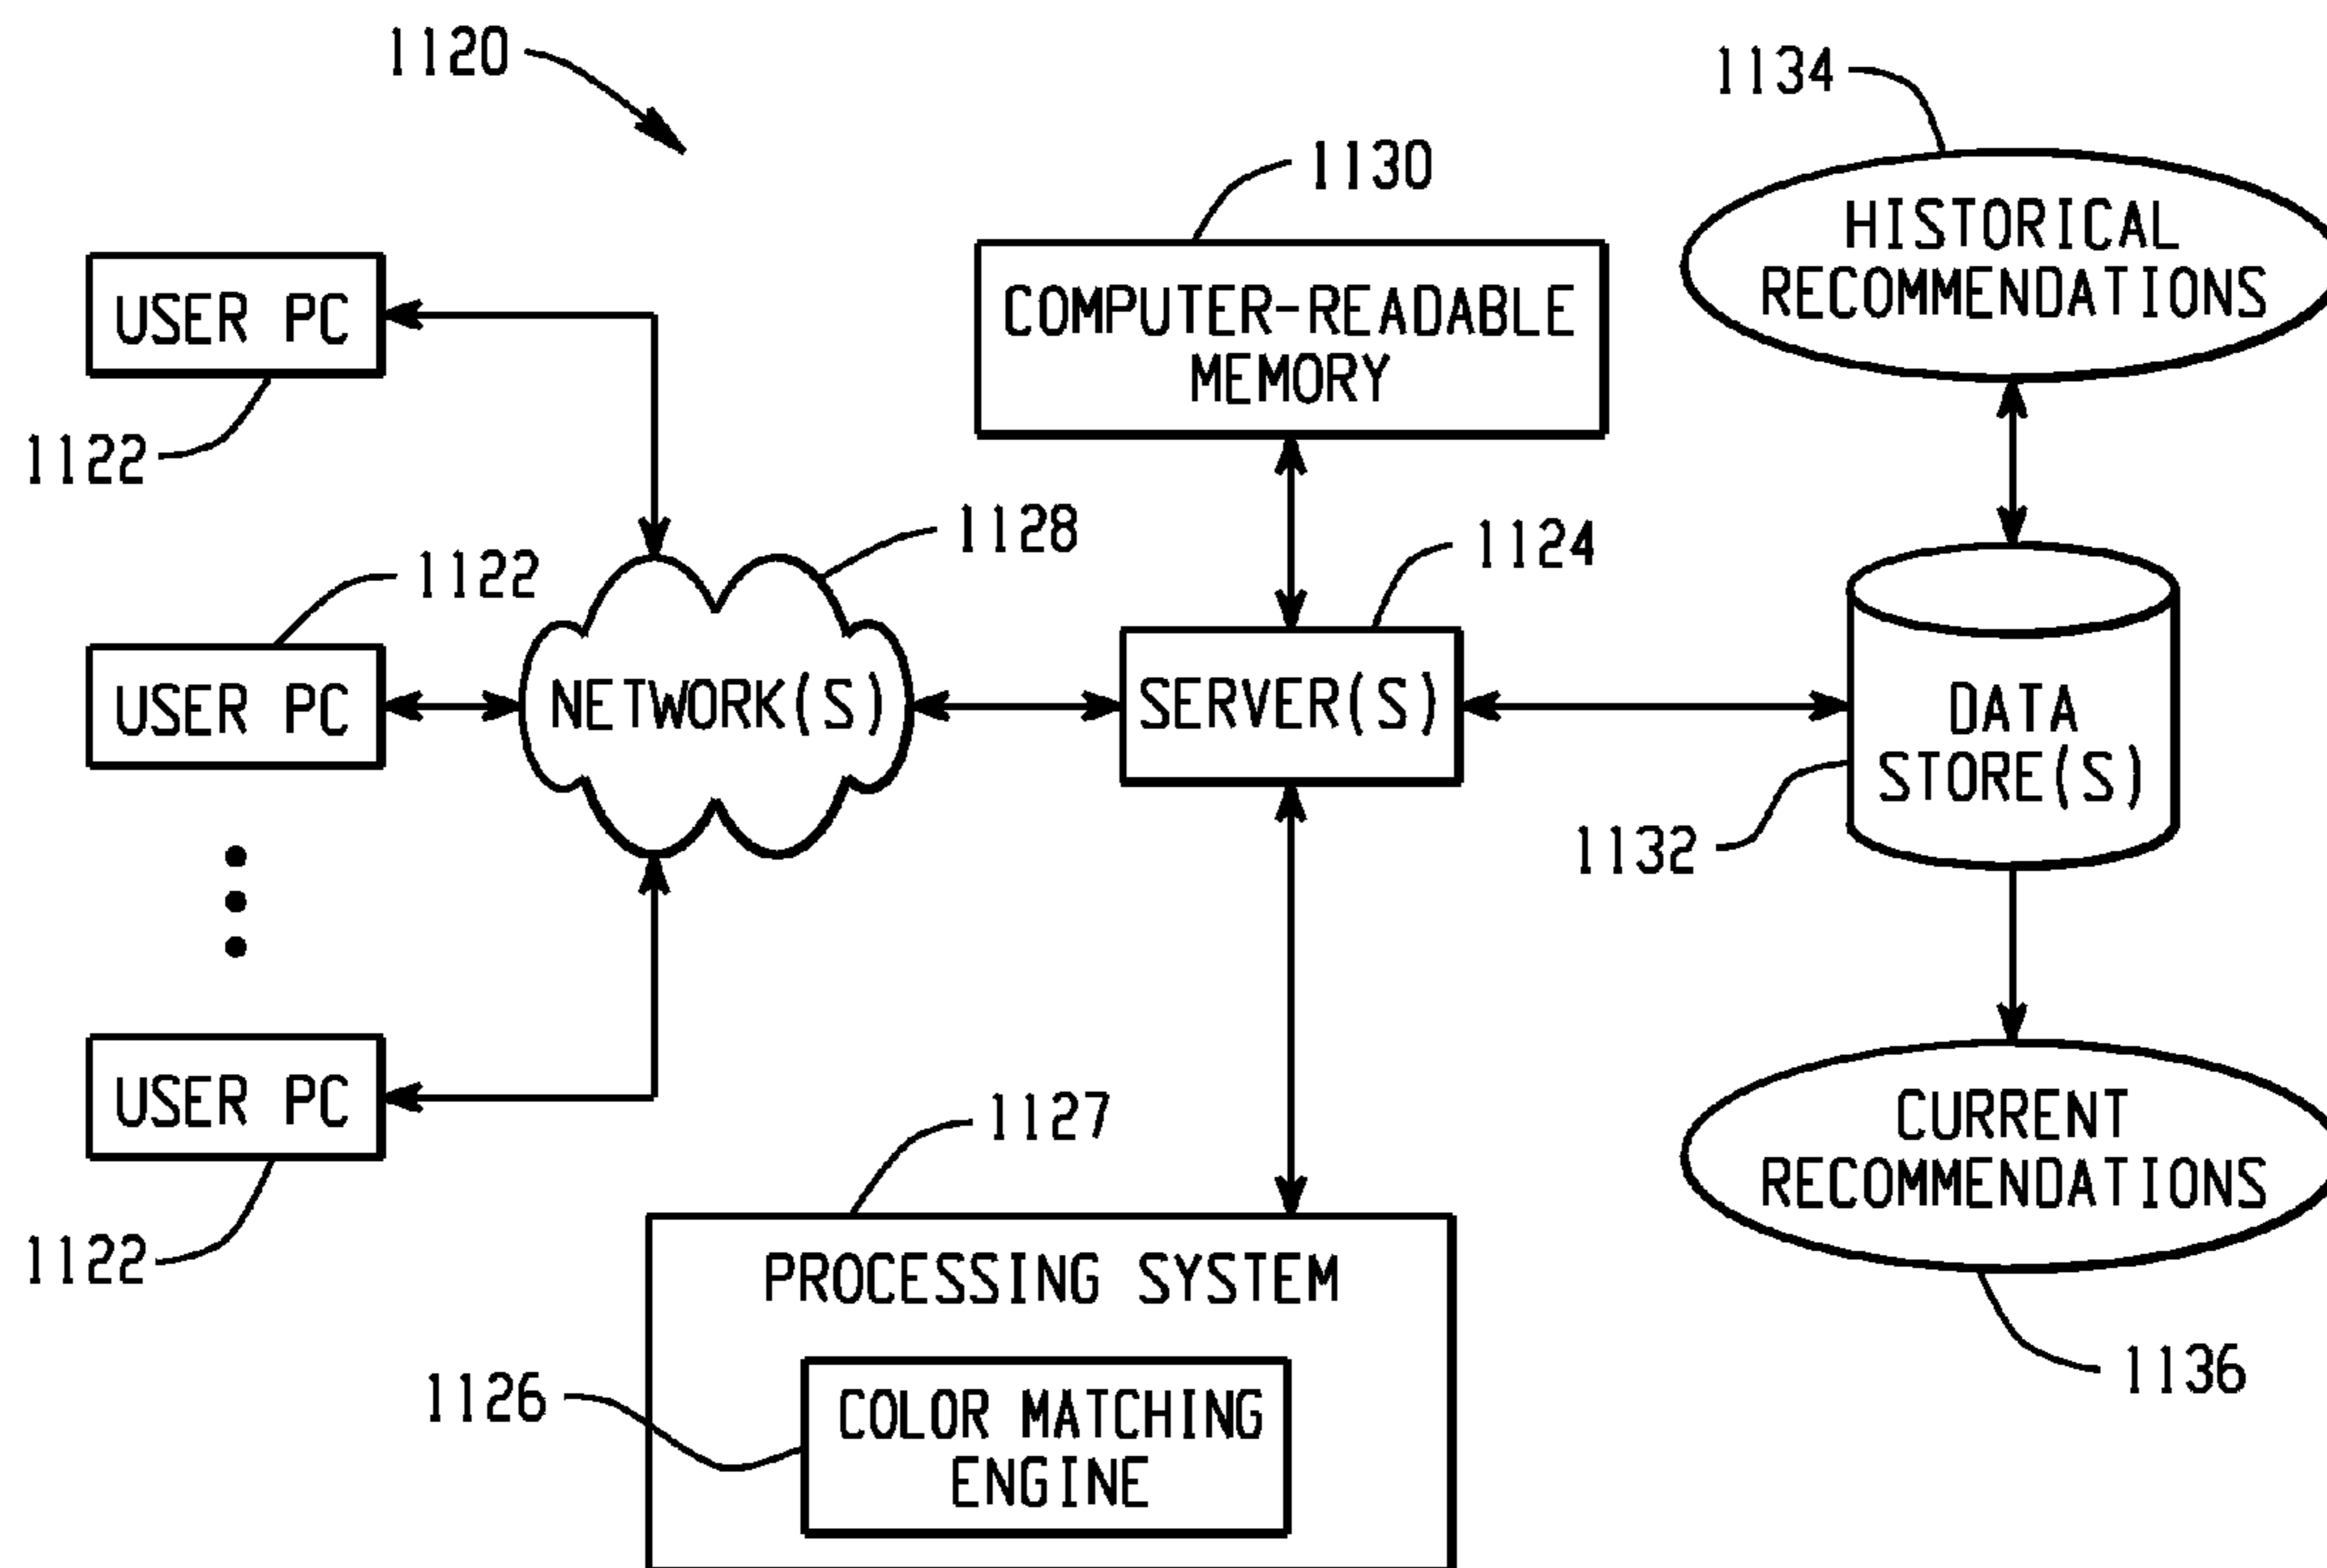 1120
1134
1130
HISTORICAL
RECOMMENDATIONS
USER PC
COMPUTER-READABLE
MEMORY
1122
1128
1124
1122
USER PC
NETWORK(S)
SERVER(S)
DATA
STORE(S)
1132
USER PC
1127
CURRENT
RECOMMENDATIONS
1122
PROCESSING SYSTEM
1136
1126
COLOR MATCHING
ENGINE